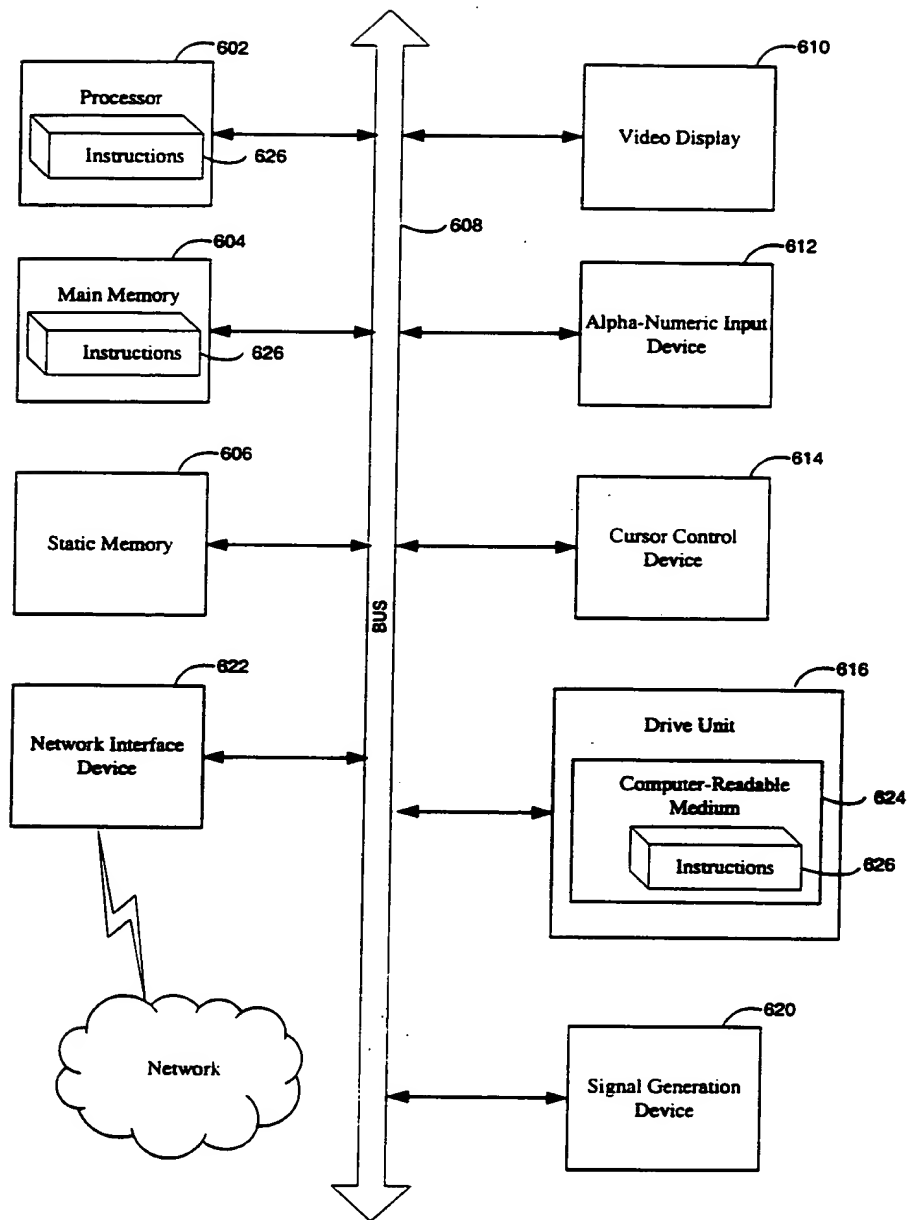 602
Processor
Instructions
626
604
Main Memory
Instructions
626
606
Static Memory
622
Network Interface
Device
Network
608
BUS
610
Video Display
612
Alpha-Numeric Input
Device
614
Cursor Control
Device
616
Drive Unit
Computer-Readable
Medium
624
Instructions
626
620
Signal Generation
Device